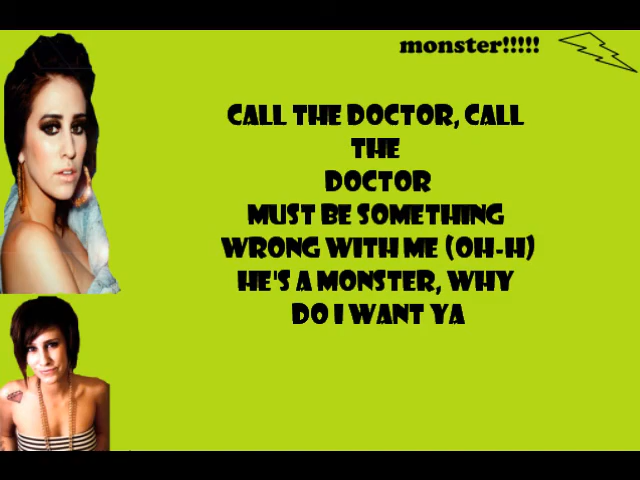 monster!!!!!
CALL THE DOCTOR, CALL
THE
DOCTOR
MUST BE SOMETHING
WRONG WITH ME (OH-H)
HE'S A MONSTER, WHY
DO I WANT YA